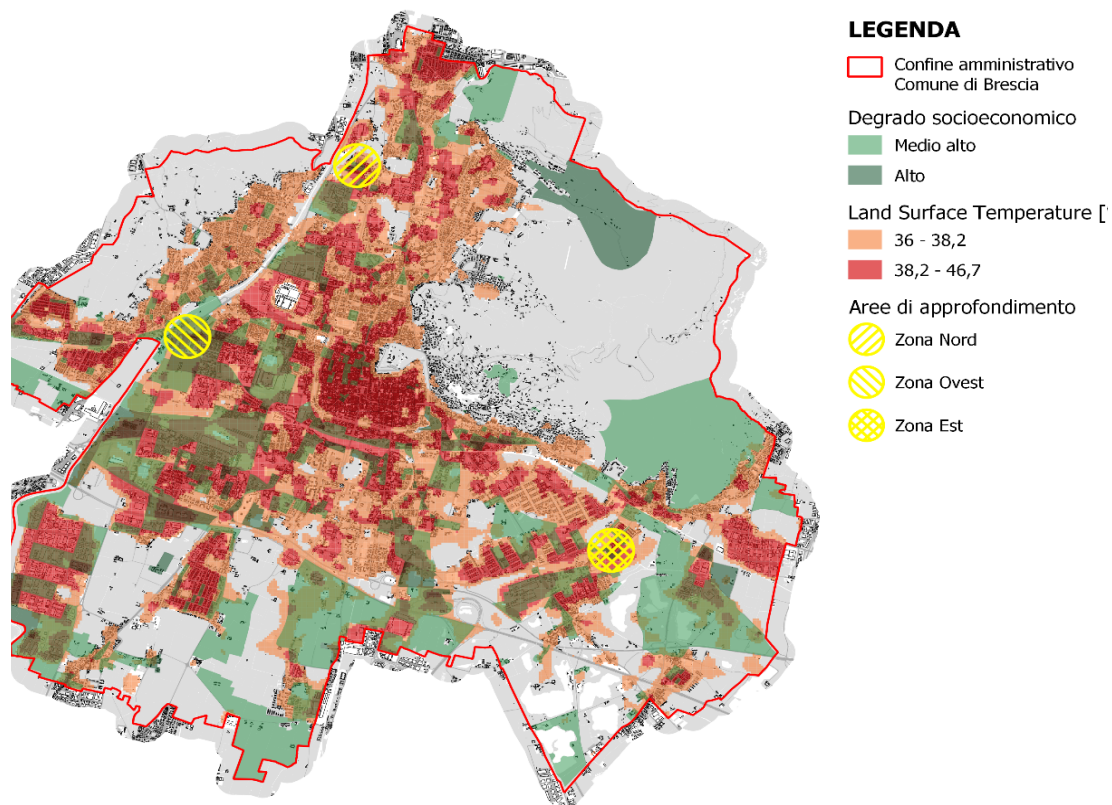 LEGENDA
Confine amministrativo
Comune di Brescia
Degrado socioeconomico
Medio alto
Alto
Land Surface Temperature [
36 - 38,2
38,2 - 46,7
Aree di approfondimento
Zona Nord
Zona Ovest
Zona Est